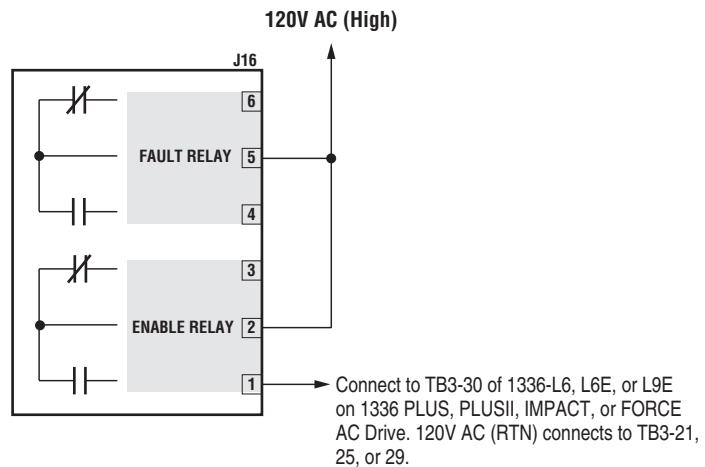 120V AC (High)
J16
6
FAULT RELAY 5
4
3
ENABLE RELAY 2
1
Connect to TB3-30 of 1336-L6, L6E, or L9E
on 1336 PLUS, PLUSII, IMPACT, or FORCE
AC Drive. 120V AC (RTN) connects to TB3-21,
25, or 29.